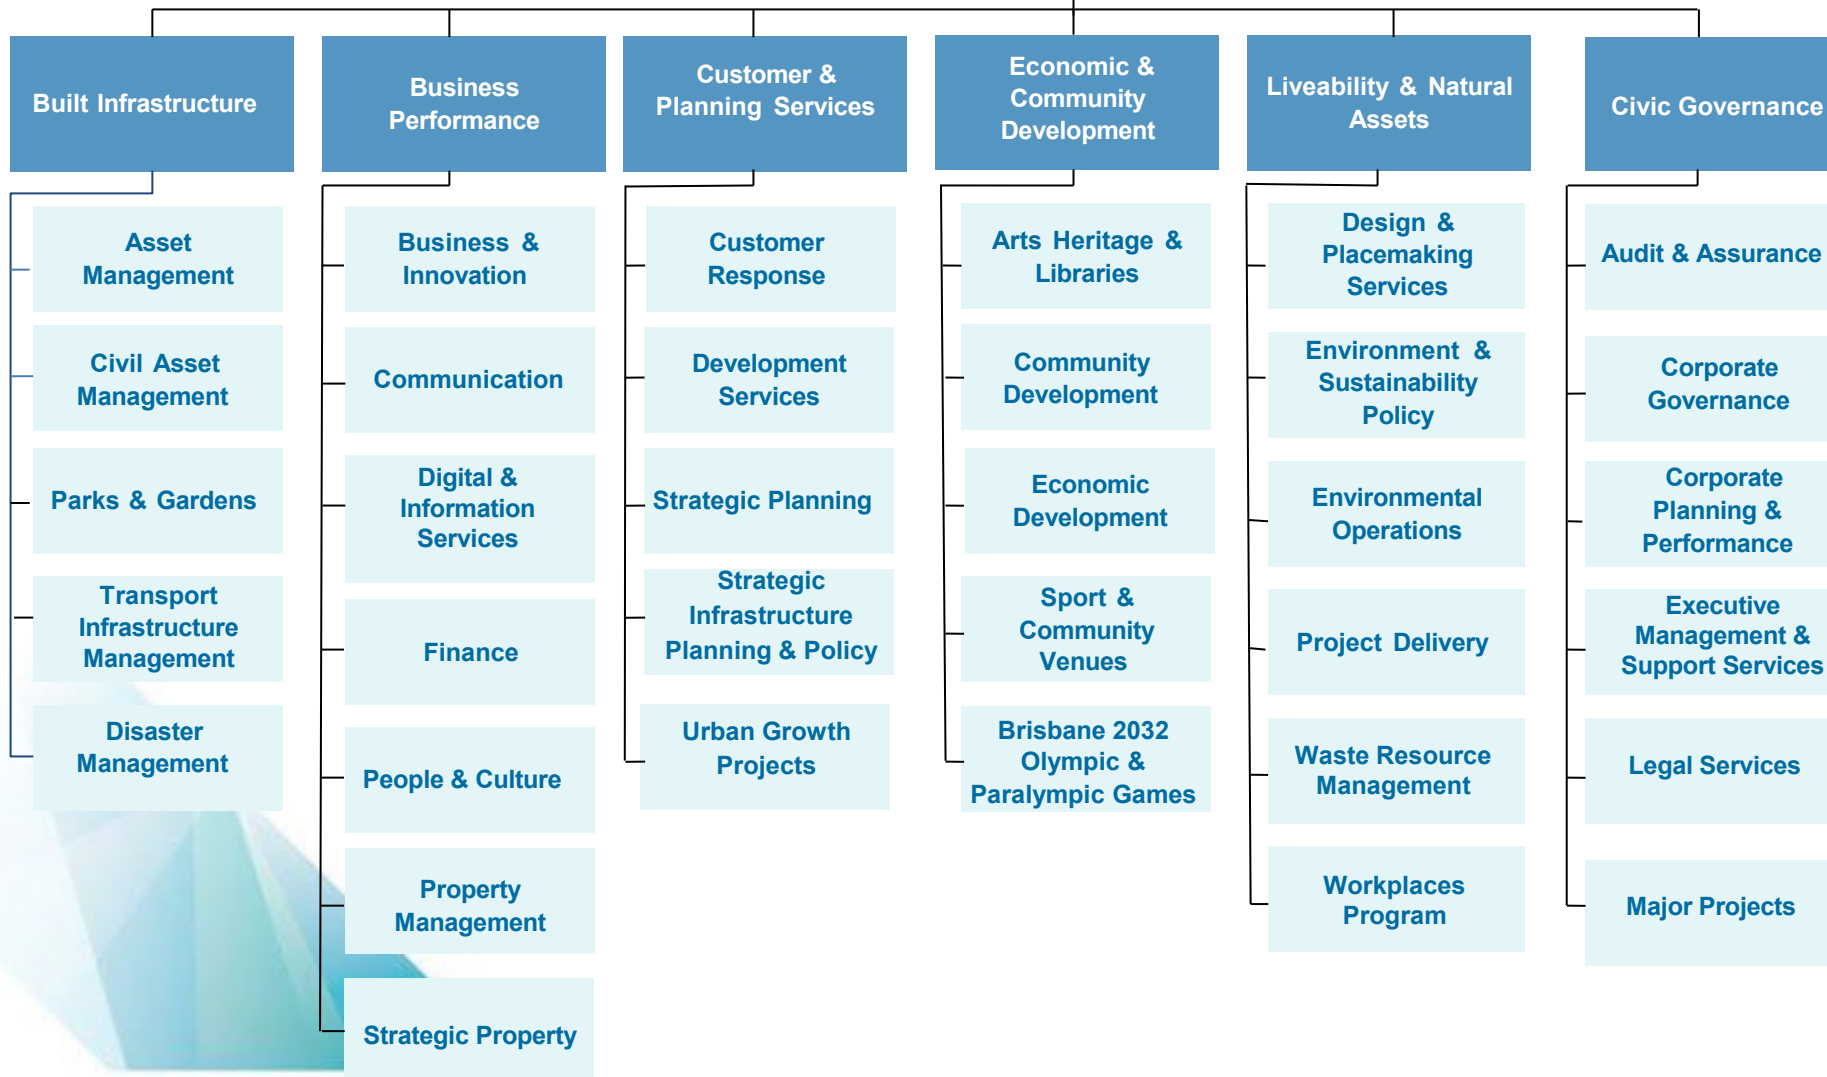 Built Infrastructure
Business
Performance
Customer &
Planning Services
Economic &
Community
Development
Liveability & Natural
Assets
Civic Governance
Asset
Management
Civil Asset
Management
Parks & Gardens
Transport
Infrastructure
Management
Disaster
Management
Business &
Innovation
Communication
Digital &
Information
Services
Finance
People & Culture
Property
Management
Strategic Property
Customer
Response
Development
Services
Strategic Planning
Strategic
Infrastructure
Planning & Policy
Urban Growth
Projects
Arts Heritage &
Libraries
Community
Development
Economic
Development
Sport &
Community
Venues
Brisbane 2032
Olympic &
Paralympic Games
Design &
Placemaking
Services
Environment &
Sustainability
Policy
Environmental
Operations
Project Delivery
Waste Resource
Management
Workplaces
Program
Audit & Assurance
Corporate
Governance
Corporate
Planning &
Performance
Executive
Management &
Support Services
Legal Services
Major Projects